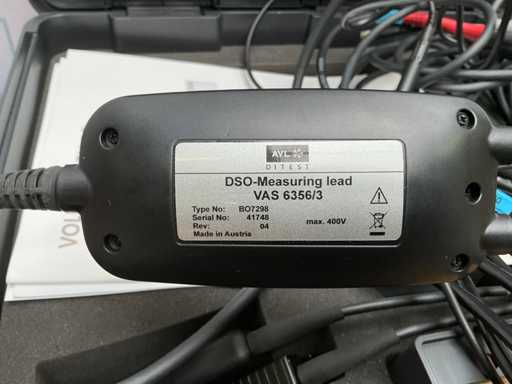 AVL
DITEST
DSO-Measuring lead
VAS 6356/3
Type No: BO7298
Serial No: 41748 max. 400V
Rev: 04
Made in Austria
VOL